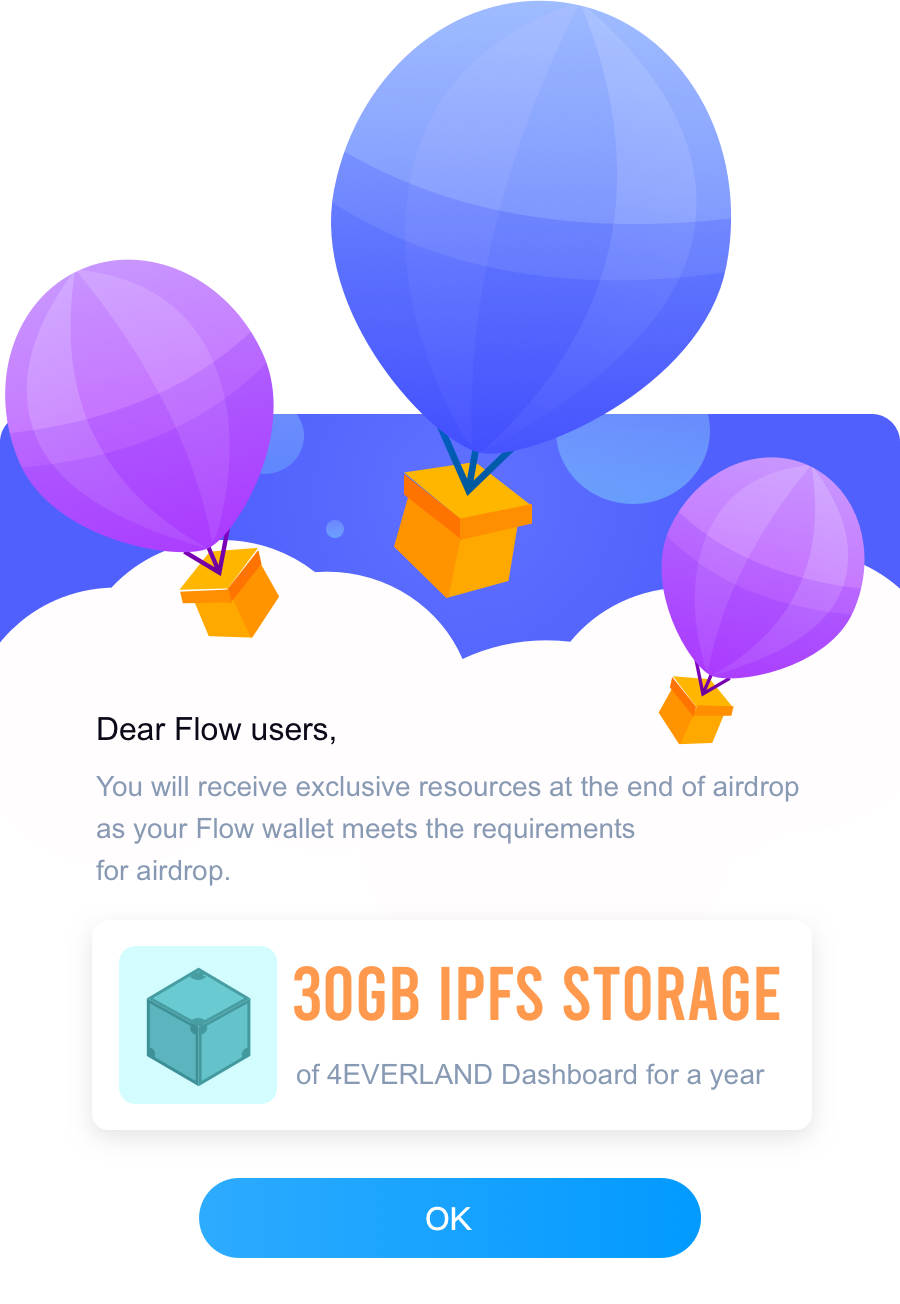 Dear Flow users,
You will receive exclusive resources at the end of airdrop
as your Flow wallet meets the requirements
for airdrop.
30GB IPFS STORAGE
of 4EVERLAND Dashboard for a year
OK